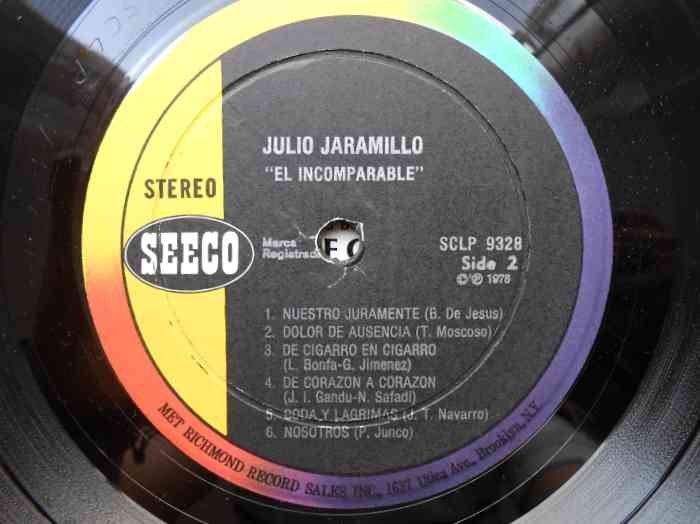 JULIO JARAMILLO
"EL INCOMPARABLE"
STEREO
SEECO
Marca
Registrada
SCLP 9328
Side 2
©℗ 1978
1. NUESTRO JURAMENTE (B. De Jesus)
2. DOLOR DE AUSENCIA (T. Moscoso)
3. DE CIGARRO EN CIGARRO
(L. Bonfa-G. Jimenez)
4. DE CORAZON A CORAZON
(J. I. Gandu-N. Safadi)
5. RODA Y LAGRIMAS (J. T. Navarro)
6. NOSOTROS (P. Junco)
MET RICHMOND RECORD SALES INC., 1637 Utica Ave., Brooklyn, N.Y.